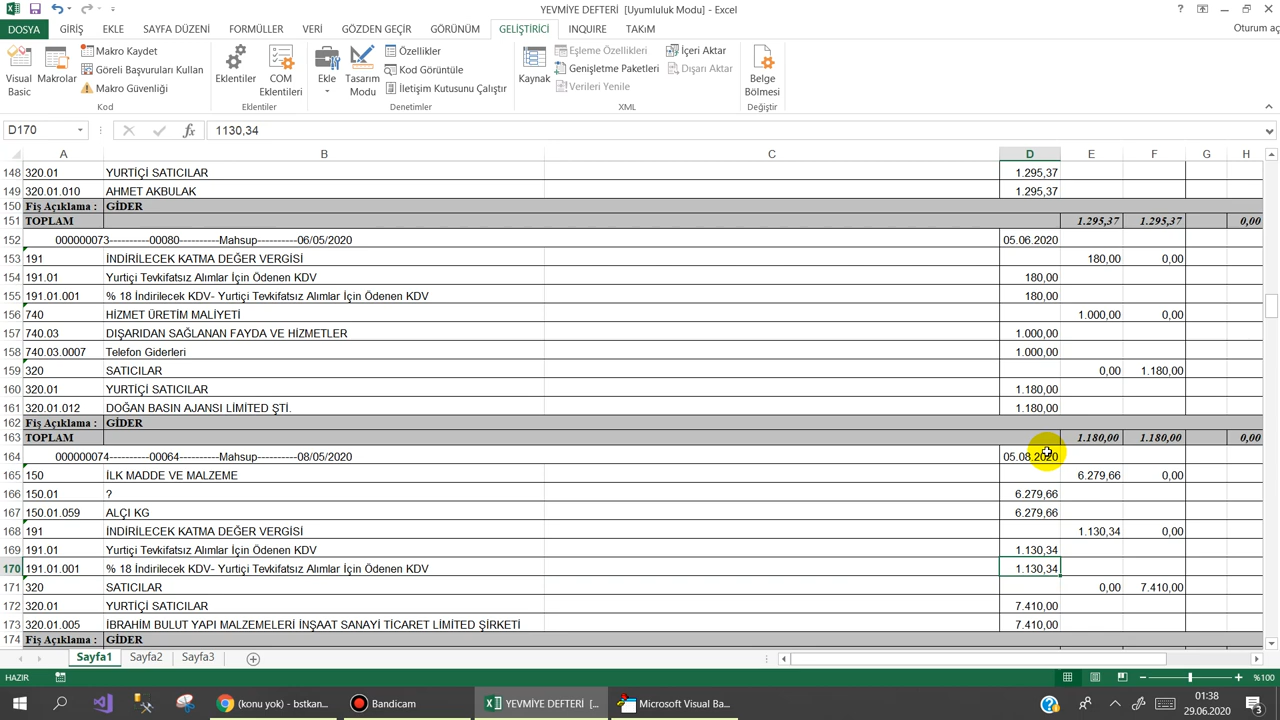 YEVMİYE DEFTERİ [Uyumluluk Modu] - Excel
DOSYA GİRİŞ EKLE SAYFA DÜZENİ FORMÜLLER VERİ GÖZDEN GEÇİR GÖRÜNÜM GELİŞTİRİCİ INQUIRE TAKıM Oturum aç
Visual Basic
Makrolar
Makro Kaydet
Göreli Başvuruları Kullan
Makro Güvenliği
Kod
Eklentiler
COM Eklentileri
Eklentiler
Ekle
Tasarım Modu
Özellikler
Kod Görüntüle
İletişim Kutusunu Çalıştır
Denetimler
Kaynak
Eşleme Özellikleri
Genişletme Paketleri
Verileri Yenile
İçeri Aktar
Dışarı Aktar
XML
Belge Bölmesi
Değiştir
D170 fx 1130,34
A B C D E F G H
148 320.01 YURTİÇİ SATICILAR 1.295,37
149 320.01.010 AHMET AKBULAK 1.295,37
150 Fiş Açıklama : GİDER
151 TOPLAM 1.295,37 1.295,37 0,00
152 000000073----------00080----------Mahsup----------06/05/2020 05.06.2020
153 191 İNDİRİLECEK KATMA DEĞER VERGİSİ 180,00 0,00
154 191.01 Yurtiçi Tevkifatsız Alımlar İçin Ödenen KDV 180,00
155 191.01.001 % 18 İndirilecek KDV- Yurtiçi Tevkifatsız Alımlar İçin Ödenen KDV 180,00
156 740 HİZMET ÜRETİM MALİYETİ 1.000,00 0,00
157 740.03 DIŞARIDAN SAĞLANAN FAYDA VE HİZMETLER 1.000,00
158 740.03.0007 Telefon Giderleri 1.000,00
159 320 SATICILAR 0,00 1.180,00
160 320.01 YURTİÇİ SATICILAR 1.180,00
161 320.01.012 DOĞAN BASIN AJANSI LİMİTED ŞTİ. 1.180,00
162 Fiş Açıklama : GİDER
163 TOPLAM 1.180,00 1.180,00 0,00
164 000000074----------00064----------Mahsup----------08/05/2020 05.08.2020
165 150 İLK MADDE VE MALZEME 6.279,66 0,00
166 150.01 ? 6.279,66
167 150.01.059 ALÇI KG 6.279,66
168 191 İNDİRİLECEK KATMA DEĞER VERGİSİ 1.130,34 0,00
169 191.01 Yurtiçi Tevkifatsız Alımlar İçin Ödenen KDV 1.130,34
170 191.01.001 % 18 İndirilecek KDV- Yurtiçi Tevkifatsız Alımlar İçin Ödenen KDV 1.130,34
171 320 SATICILAR 0,00 7.410,00
172 320.01 YURTİÇİ SATICILAR 7.410,00
173 320.01.005 İBRAHİM BULUT YAPI MALZEMELERİ İNŞAAT SANAYİ TİCARET LİMİTED ŞİRKETİ 7.410,00
174 Fiş Açıklama : GİDER
Sayfa1 Sayfa2 Sayfa3
HAZIR %100
(konu yok) - bstkan... Bandicam YEVMİYE DEFTERİ [... Microsoft Visual Ba...
01:38
29.06.2020
3